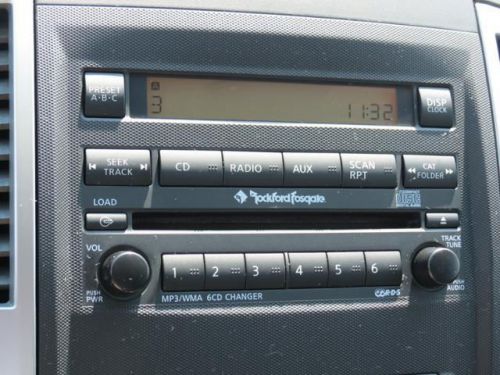 PRESET
A·B·C
A
3
11:32
DISP
CLOCK
SEEK
TRACK
CD
RADIO
AUX
SCAN
RPT
CAT
FOLDER
Rockford Fosgate
LOAD
VOL
PUSH
PWR
1 2 3 4 5 6
TRACK
TUNE
PUSH
AUDIO
MP3/WMA 6CD CHANGER
R·D·S